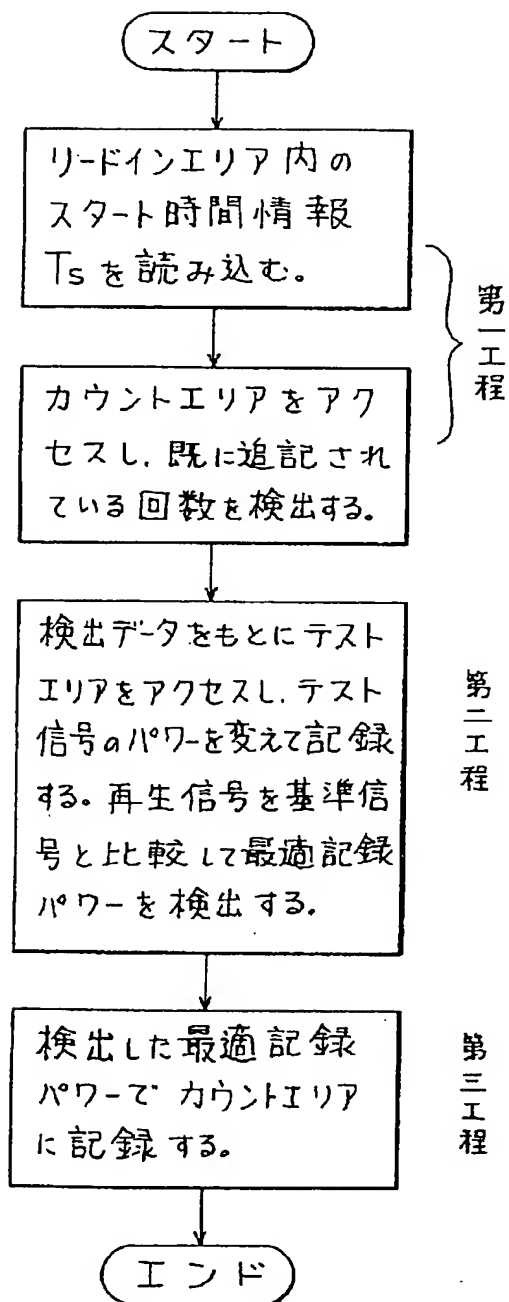 スタート
リードインエリア内の
スタート時間情報
Tsを読み込む。
カウントエリアをアク
セスし、既に追記され
ている回数を検出する。
第一工程
検出データをもとにテスト
エリアをアクセスし、テスト
信号のパワーを変えて記録
する。再生信号を基準信
号と比較して最適記録
パワーを検出する。
第二工程
検出した最適記録
パワーでカウントエリア
に記録する。
第三工程
エンド